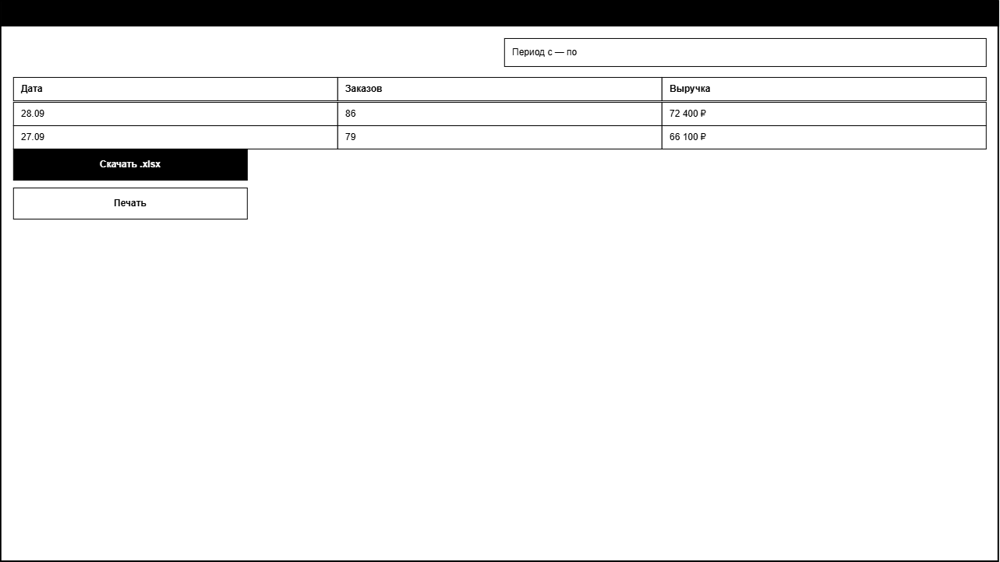 Период с — по
Дата Заказов Выручка
28.09 86 72 400 ₽
27.09 79 66 100 ₽
Скачать .xlsx
Печать